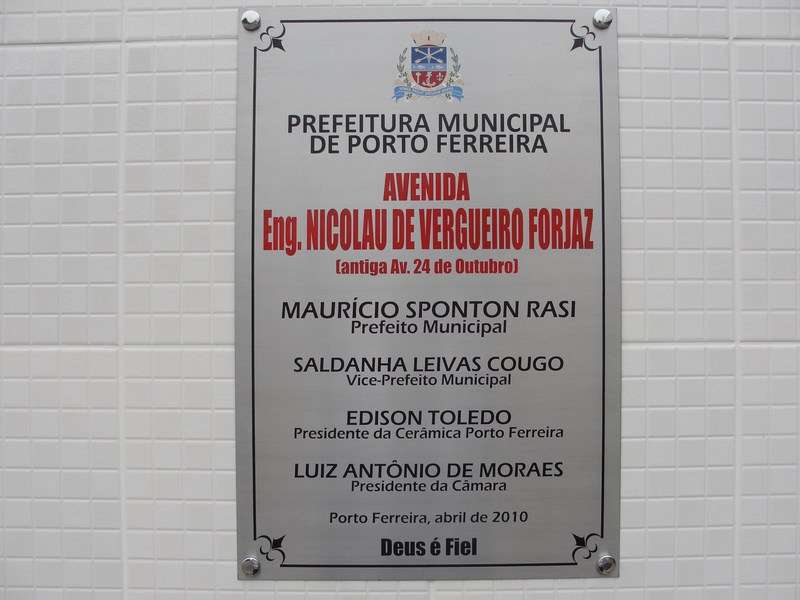 PREFEITURA MUNICIPAL
DE PORTO FERREIRA
AVENIDA
Eng. NICOLAU DE VERGUEIRO FORJAZ
(antiga Av. 24 de Outubro)
MAURÍCIO SPONTON RASI
Prefeito Municipal
SALDANHA LEIVAS COUGO
Vice-Prefeito Municipal
EDISON TOLEDO
Presidente da Cerâmica Porto Ferreira
LUIZ ANTÔNIO DE MORAES
Presidente da Câmara
Porto Ferreira, abril de 2010
Deus é Fiel